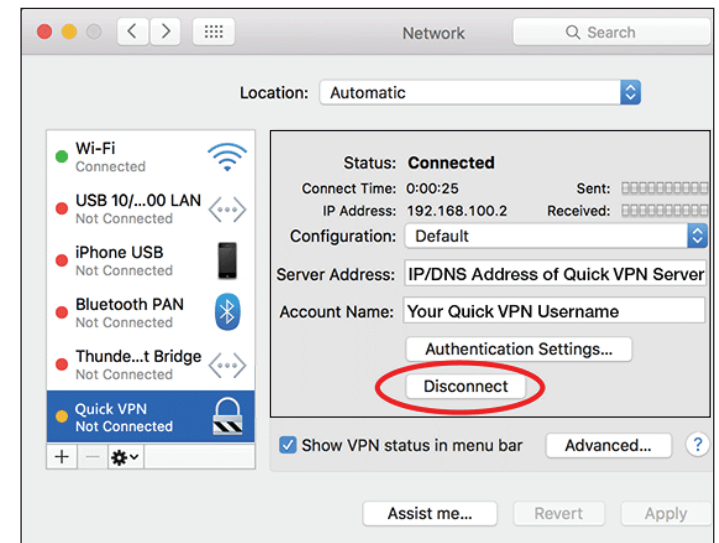 Network
Search
Location: Automatic
Wi-Fi
Connected
USB 10/...00 LAN
Not Connected
iPhone USB
Not Connected
Bluetooth PAN
Not Connected
Thunde...t Bridge
Not Connected
Quick VPN
Not Connected
+ −
Status: Connected
Connect Time: 0:00:25 Sent:
IP Address: 192.168.100.2 Received:
Configuration: Default
Server Address: IP/DNS Address of Quick VPN Server
Account Name: Your Quick VPN Username
Authentication Settings...
Disconnect
Show VPN status in menu bar Advanced... ?
Assist me... Revert Apply